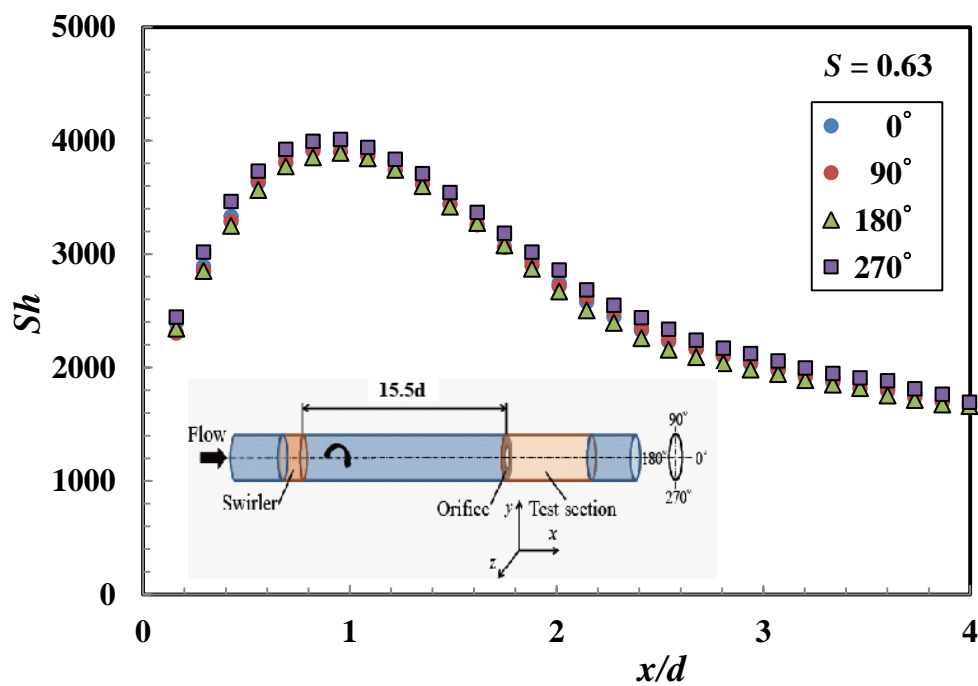 5000
4000
3000
2000
1000
0
Sh
S = 0.63
0°
90°
180°
270°
15.5d
Flow
Swirler
Orifice
Test section
y
x
z
90°
180°
0°
270°
0
1
2
3
4
x/d